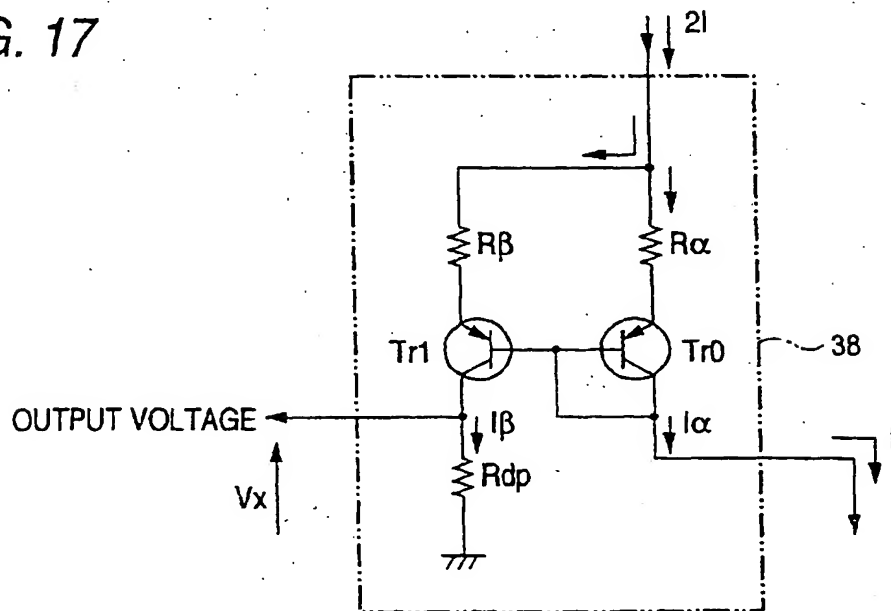 G. 17
2I
Rβ
Rα
Tr1
Tr0
38
OUTPUT VOLTAGE
Iβ
Iα
Rdp
Vx